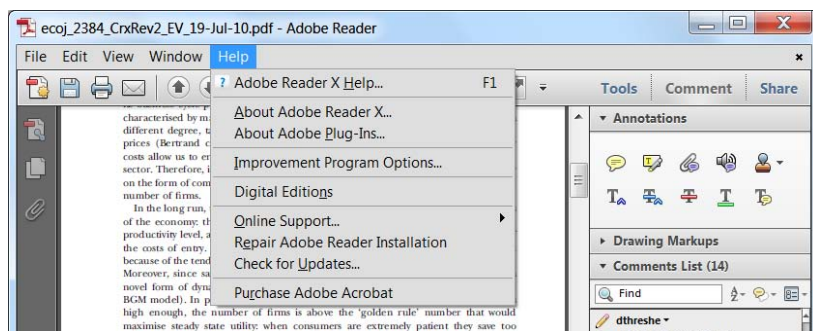 ecoj_2384_CrxRev2_EV_19-Jul-10.pdf - Adobe Reader
File Edit View Window Help
Adobe Reader X Help... F1
About Adobe Reader X...
About Adobe Plug-Ins...
Improvement Program Options...
Digital Editions
Online Support...
Repair Adobe Reader Installation
Check for Updates...
Purchase Adobe Acrobat
characterised by m
different degree, t
prices (Bertrand c
costs allow us to er
sector. Therefore, i
on the form of com
number of firms.
In the long run,
of the economy: th
productivity level, a
the costs of entry.
because of the tend
Moreover, since sa
novel form of dyna
BGM model). In p
high enough, the number of firms is above the 'golden rule' number that would
maximise steady state utility: when consumers are extremely patient they save too
Tools Comment Share
Annotations
Drawing Markups
Comments List (14)
Find
dthreshe